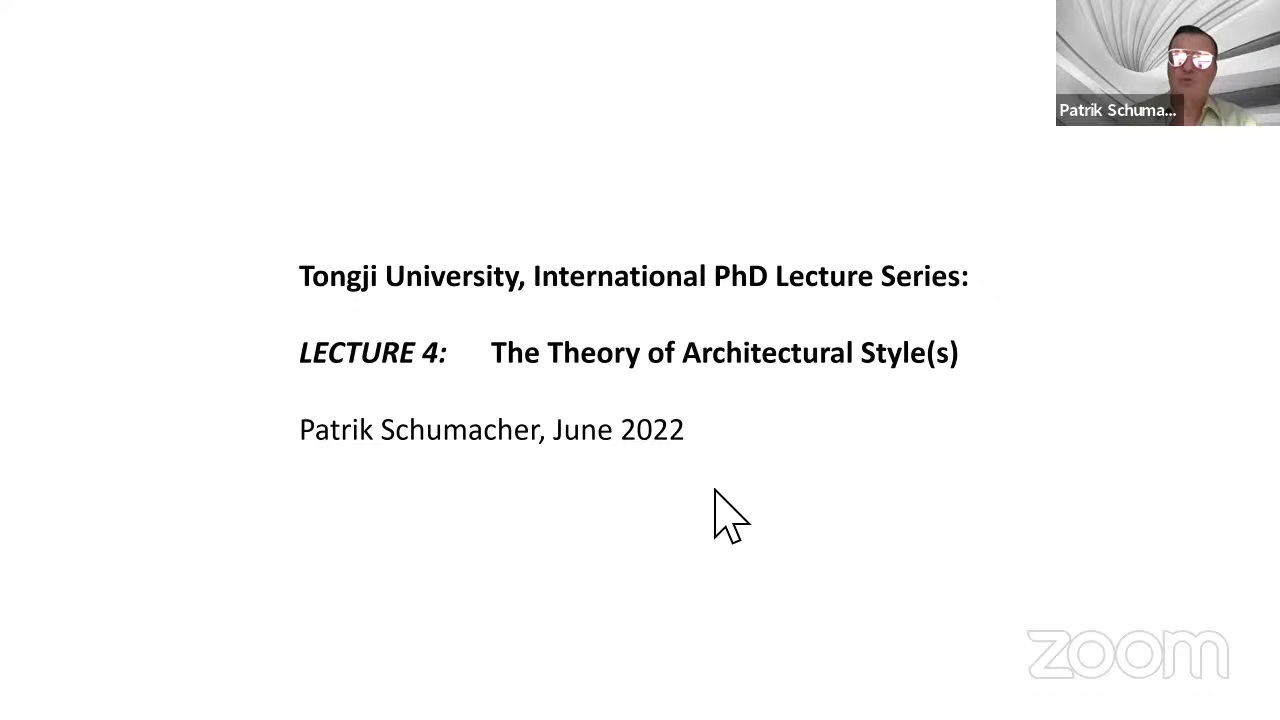 Patrik Schuma...
Tongji University, International PhD Lecture Series:
LECTURE 4: The Theory of Architectural Style(s)
Patrik Schumacher, June 2022
zoom